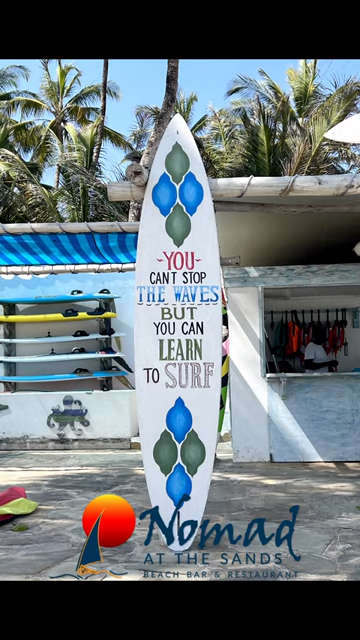 ~YOU~
CAN'T STOP
THE WAVES
BUT
YOU CAN
LEARN
TO SURF
Nomad
AT THE SANDS
BEACH BAR & RESTAURANT